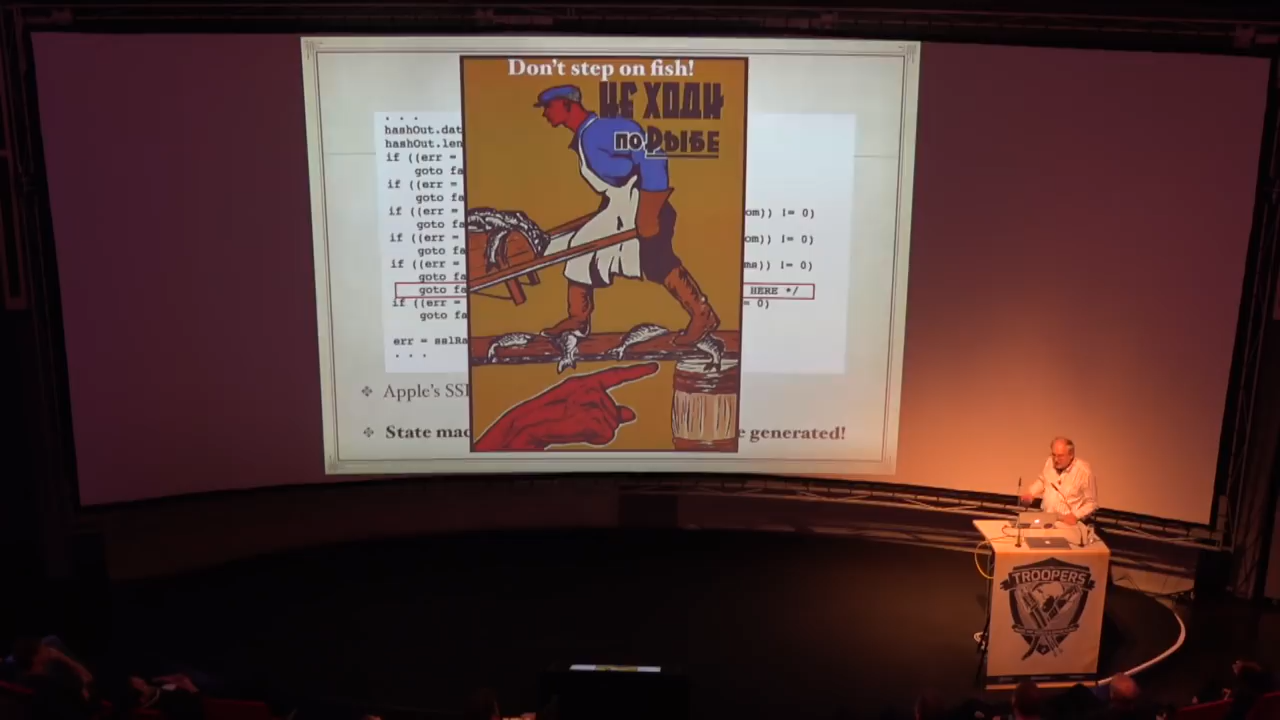 Don't step on fish!
НЕ ХОДИ
ПО РЫБЕ
. . .
hashOut.dat
hashOut.len
if ((err =
goto fa
if ((err =
goto fa
if ((err =
om)) != 0)
goto fa
if ((err =
om)) != 0)
goto fa
if ((err =
ms)) != 0)
goto fa
goto fa
HERE */
if ((err =
= 0)
goto fa
err = sslRa
. . .
Apple's SSL
State mac
e generated!
TROOPERS